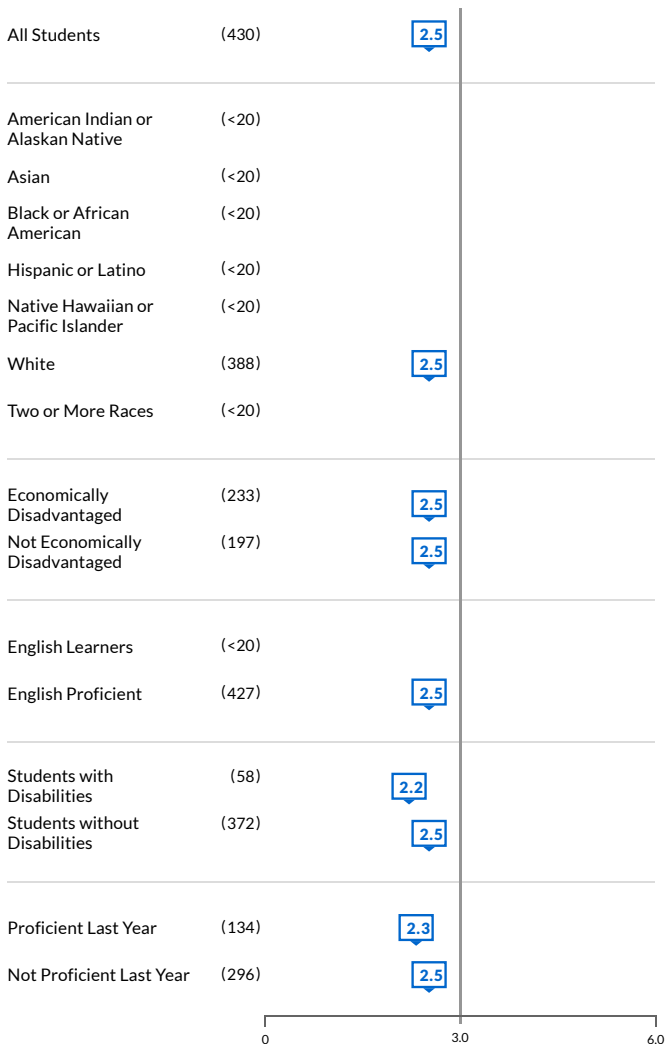 All Students (430) 2.5
American Indian or
Alaskan Native (<20)
Asian (<20)
Black or African
American (<20)
Hispanic or Latino (<20)
Native Hawaiian or
Pacific Islander (<20)
White (388) 2.5
Two or More Races (<20)
Economically
Disadvantaged (233) 2.5
Not Economically
Disadvantaged (197) 2.5
English Learners (<20)
English Proficient (427) 2.5
Students with
Disabilities (58) 2.2
Students without
Disabilities (372) 2.5
Proficient Last Year (134) 2.3
Not Proficient Last Year (296) 2.5
0 3.0 6.0